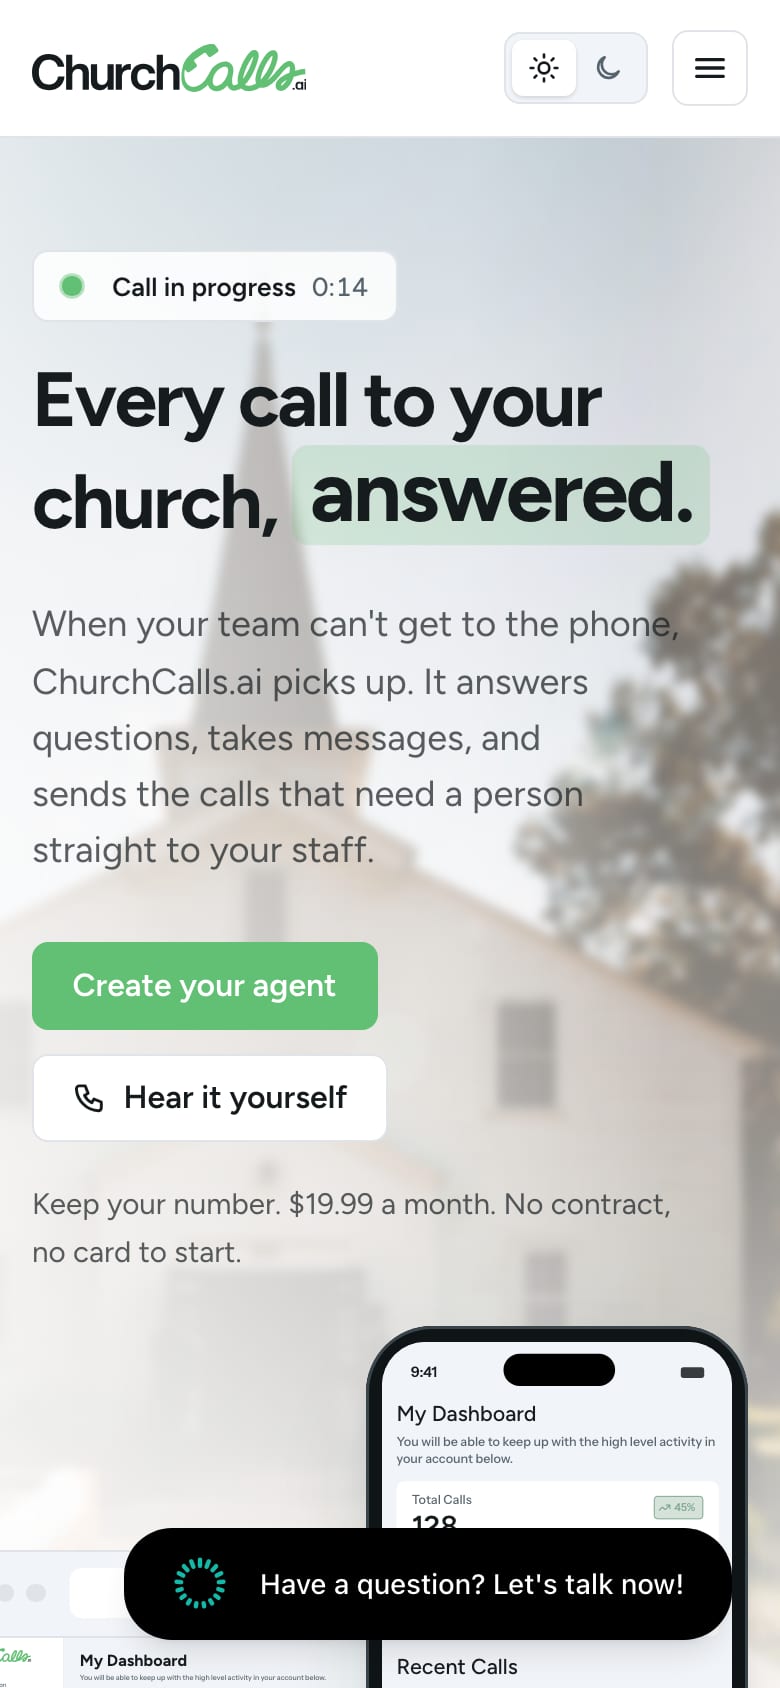 ChurchCalls.ai
Call in progress 0:14
Every call to your
church, answered.
When your team can't get to the phone,
ChurchCalls.ai picks up. It answers
questions, takes messages, and
sends the calls that need a person
straight to your staff.
Create your agent
Hear it yourself
Keep your number. $19.99 a month. No contract,
no card to start.
9:41
My Dashboard
You will be able to keep up with the high level activity in
your account below.
Total Calls
45%
128
Have a question? Let's talk now!
Calls.
My Dashboard
You will be able to keep up with the high level activity in your account below.
Recent Calls